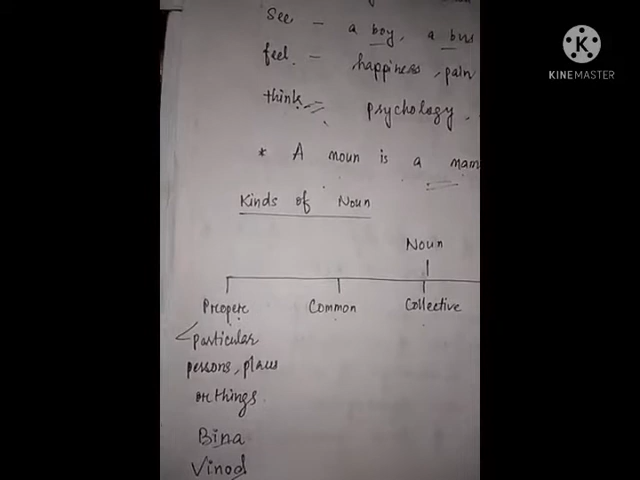 See - a boy, a bus
feel - happiness, pain
think - psychology,
* A noun is a nam
Kinds of Noun
Noun
Proper Common Collective
particular
persons, places
or things
Bina
Vinod
K
KINEMASTER